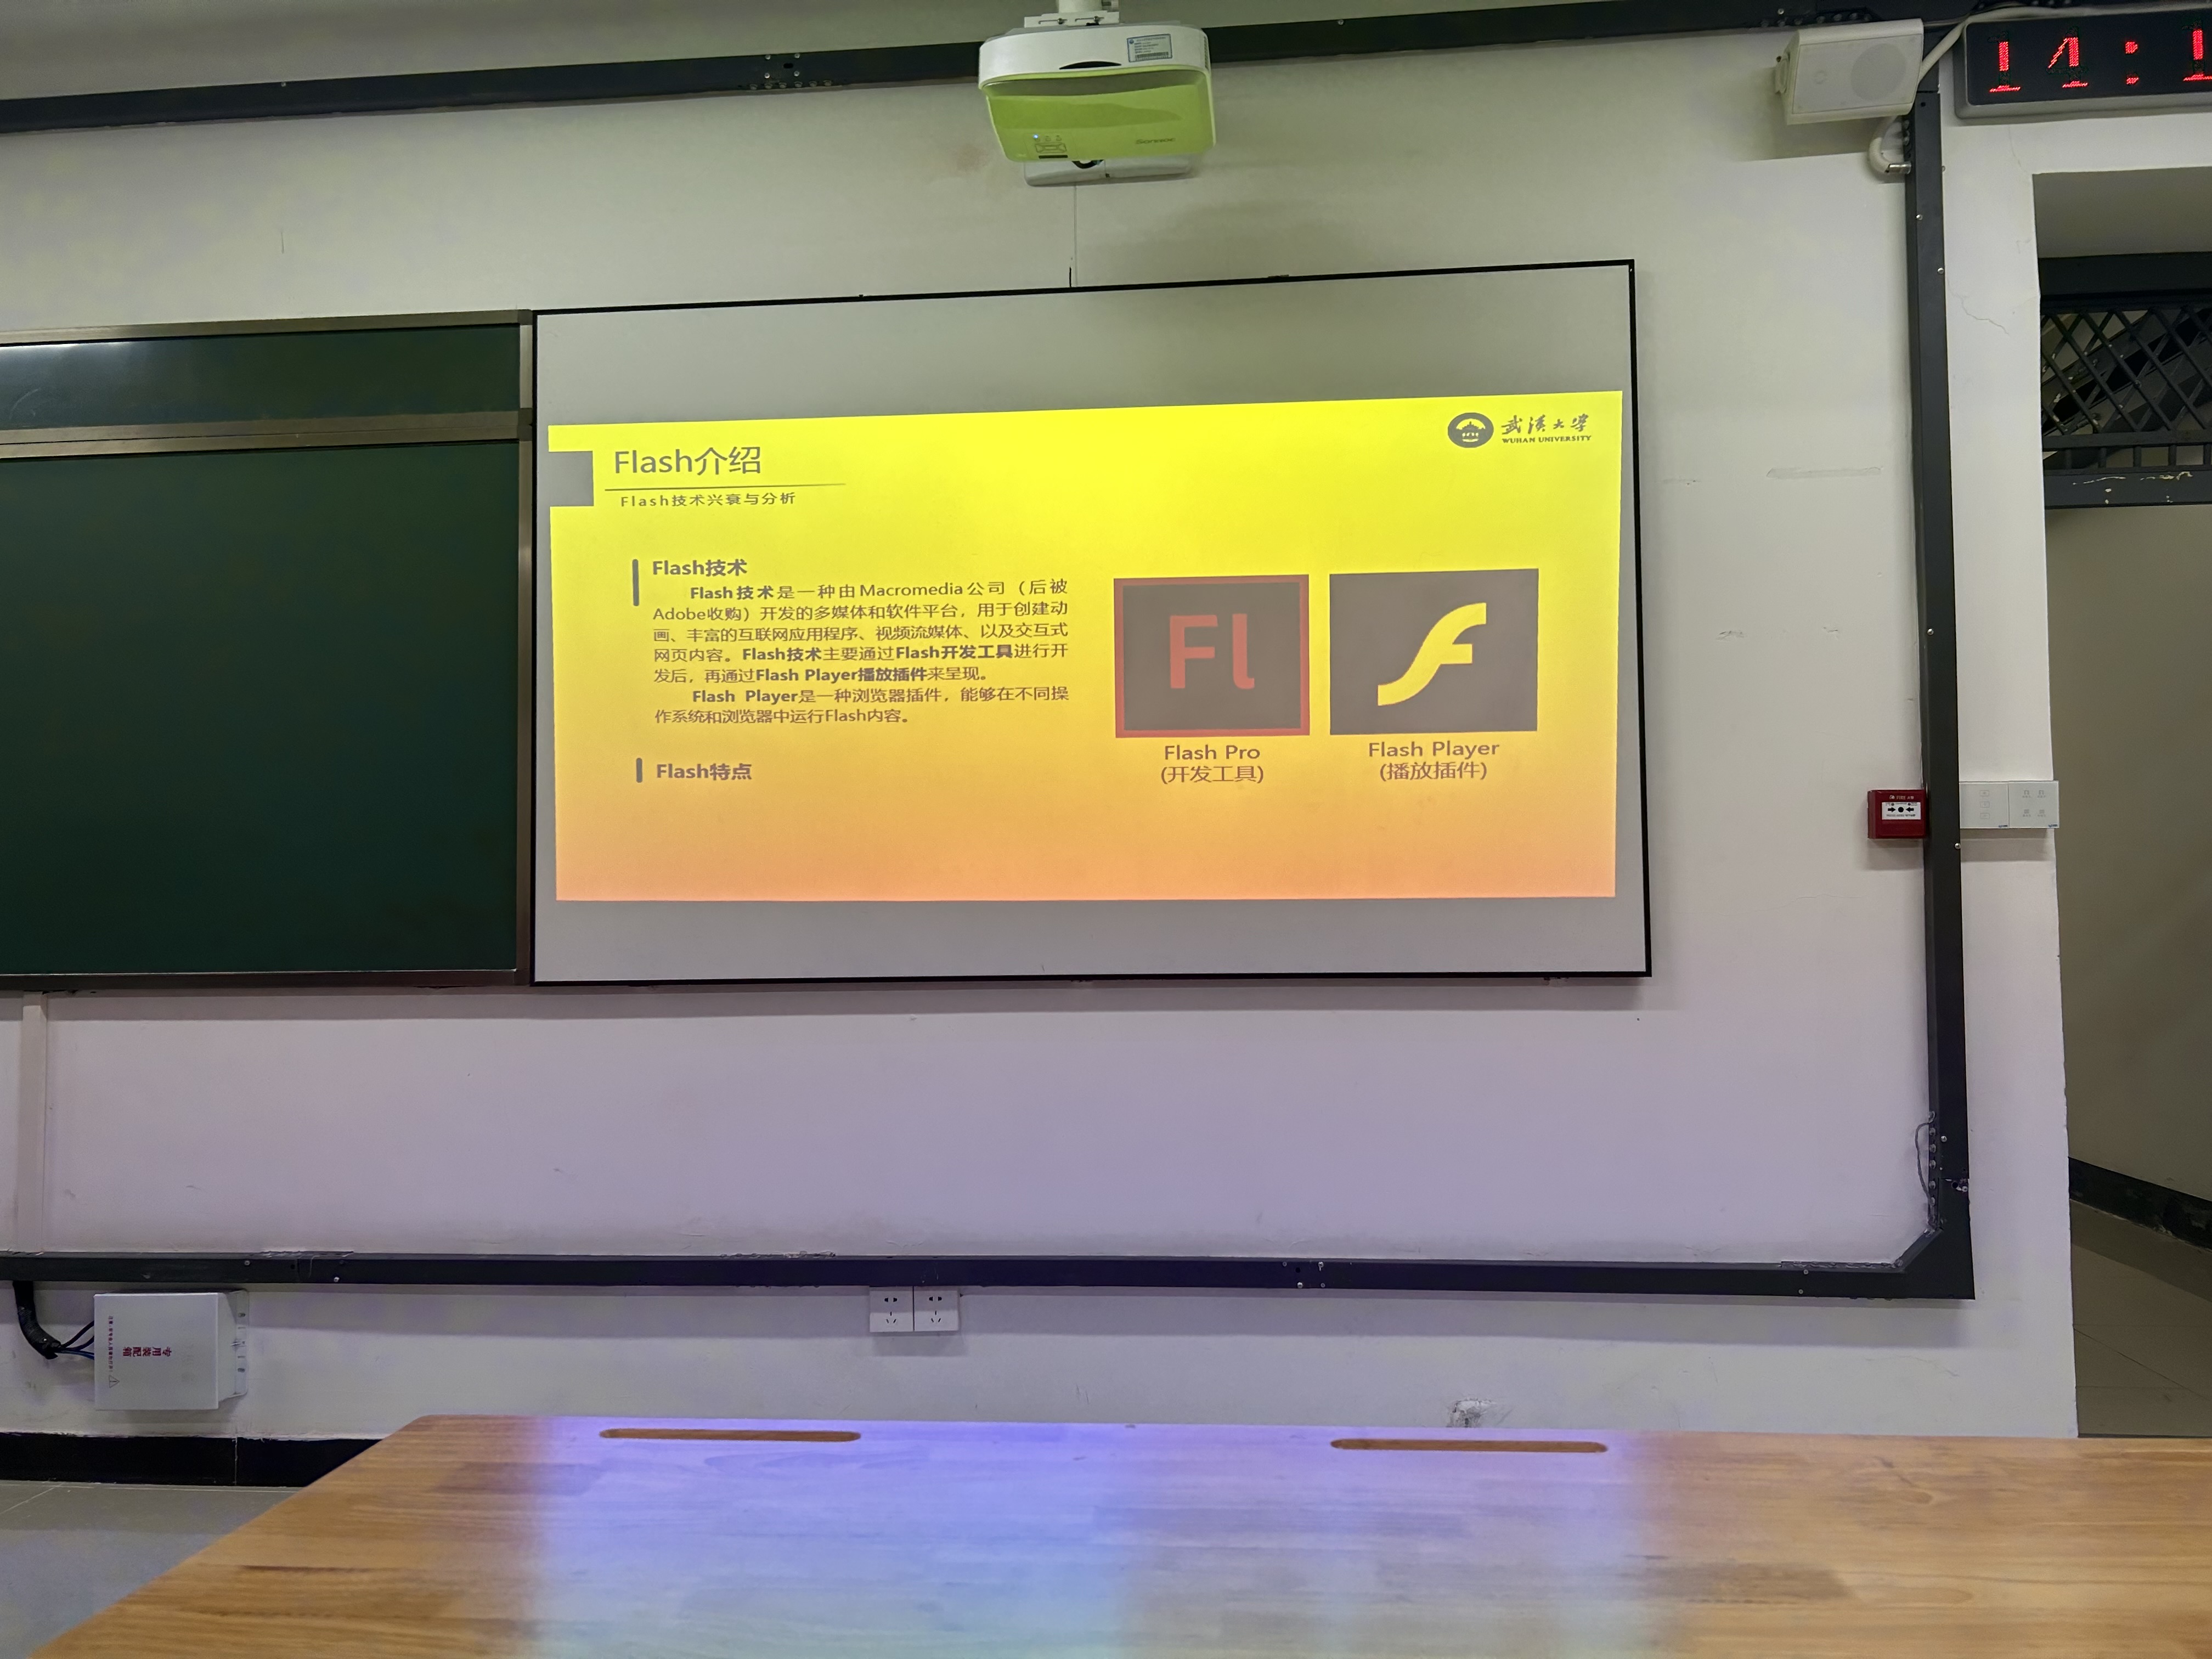 14:1
武漢大學
WUHAN UNIVERSITY
Flash介绍
Flash技术兴衰与分析
Flash技术
Flash技术是一种由Macromedia公司（后被
Adobe收购）开发的多媒体和软件平台，用于创建动
画、丰富的互联网应用程序、视频流媒体、以及交互式
网页内容。Flash技术主要通过Flash开发工具进行开
发后，再通过Flash Player播放插件来呈现。
Flash Player是一种浏览器插件，能够在不同操
作系统和浏览器中运行Flash内容。
Flash特点
Fl
Flash Pro
(开发工具)
Flash Player
(播放插件)
专用
装配
箱